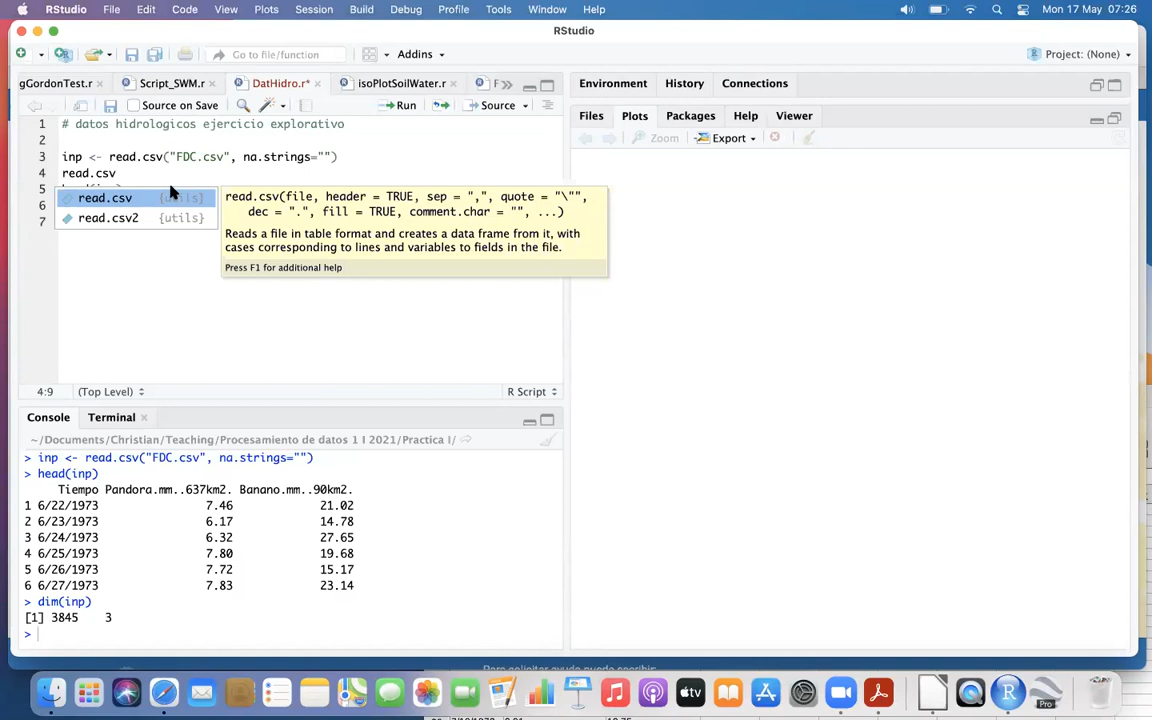 RStudio File Edit Code View Plots Session Build Debug Profile Tools Window Help Mon 17 May 07:26
RStudio
Go to file/function Addins Project: (None)
gGordonTest.r Script_SWM.r DatHidro.r* isoPlotSoilWater.r F
Source on Save Run Source
1 # datos hidrologicos ejercicio explorativo
2
3 inp <- read.csv("FDC.csv", na.strings="")
4 read.csv
5
6
7
read.csv {utils}
read.csv2 {utils}
read.csv(file, header = TRUE, sep = ",", quote = "\"",
dec = ".", fill = TRUE, comment.char = "", ...)
Reads a file in table format and creates a data frame from it, with
cases corresponding to lines and variables to fields in the file.
Press F1 for additional help
4:9 (Top Level) R Script
Console Terminal
~/Documents/Christian/Teaching/Procesamiento de datos 1 I 2021/Practica I/
> inp <- read.csv("FDC.csv", na.strings="")
> head(inp)
Tiempo Pandora.mm..637km2. Banano.mm..90km2.
1 6/22/1973 7.46 21.02
2 6/23/1973 6.17 14.78
3 6/24/1973 6.32 27.65
4 6/25/1973 7.80 19.68
5 6/26/1973 7.72 15.17
6 6/27/1973 7.83 23.14
> dim(inp)
[1] 3845 3
>
Environment History Connections
Files Plots Packages Help Viewer
Zoom Export
tv
R
Pro